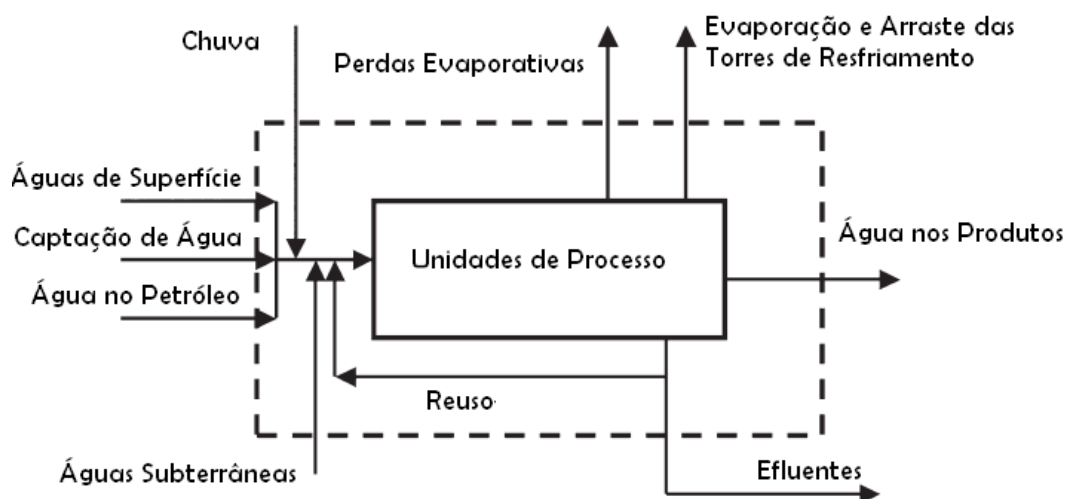 Chuva
Perdas Evaporativas
Evaporação e Arraste das
Torres de Resfriamento
Águas de Superfície
Captação de Água
Água no Petróleo
Unidades de Processo
Água nos Produtos
Reuso
Águas Subterrâneas
Efluentes